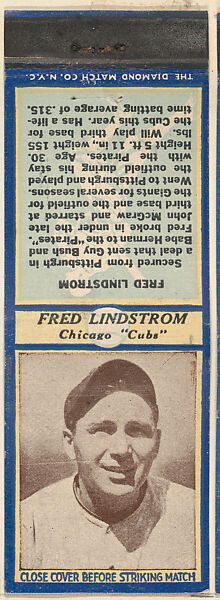 THE DIAMOND MATCH CO. N.Y.C.
FRED LINDSTROM
Secured from Pittsburgh in
a deal that sent Guy Bush and
Babe Herman to the "Pirates".
Fred broke in under the late
John McGraw and starred at
third base and the outfield for
the Giants for several seasons.
Went to Pittsburgh and played
the outfield during his stay
with the Pirates. Age 30.
Height 5 ft. 11 in., weight 155
lbs. Will play third base for
the Cubs this year. Has a life-
time batting average of .315.
FRED LINDSTROM
Chicago "Cubs"
CLOSE COVER BEFORE STRIKING MATCH